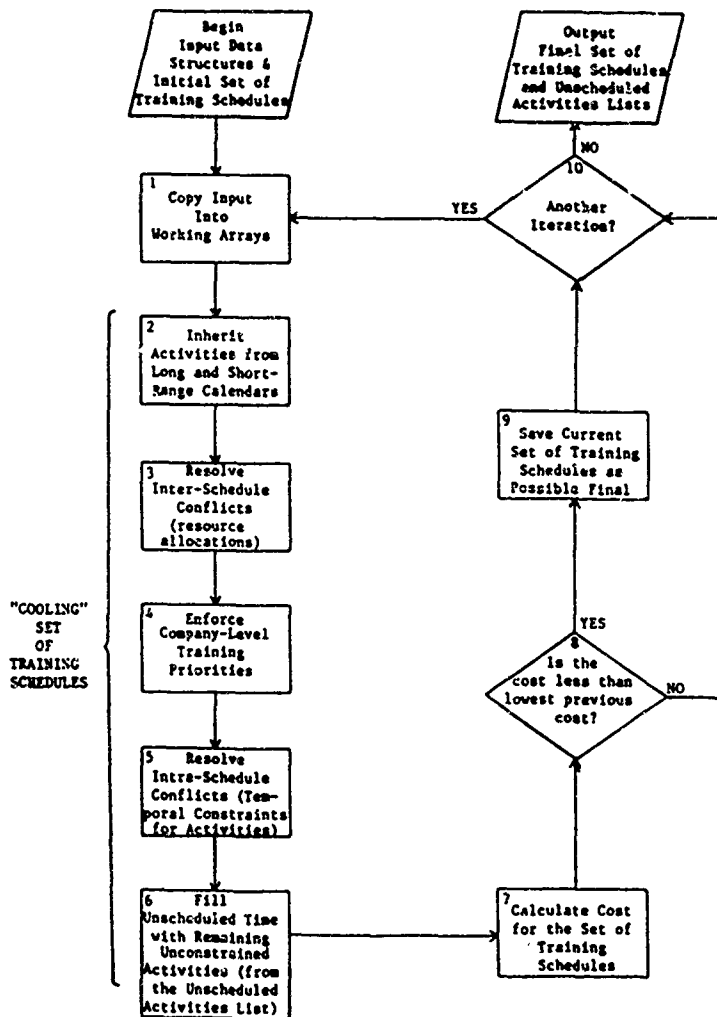 Begin
Input Data
Structures &
Initial Set of
Training Schedules
1
Copy Input
Into
Working Arrays
2
Inherit
Activities from
Long and Short-
Range Calendars
3
Resolve
Inter-Schedule
Conflicts
(resource
allocations)
"COOLING"
SET
OF
TRAINING
SCHEDULES
4
Enforce
Company-Level
Training
Priorities
5
Resolve
Intra-Schedule
Conflicts (Tem-
poral Constraints
for Activities)
6
Fill
Unscheduled Time
with Remaining
Unconstrained
Activities (from
the Unscheduled
Activities List)
7
Calculate Cost
for the Set of
Training
Schedules
8
Is the
cost less than
lowest previous
cost?
YES
NO
9
Save Current
Set of Training
Schedules as
Possible Final
10
Another
Iteration?
YES
NO
Output
Final Set of
Training Schedules
and Unscheduled
Activities Lists